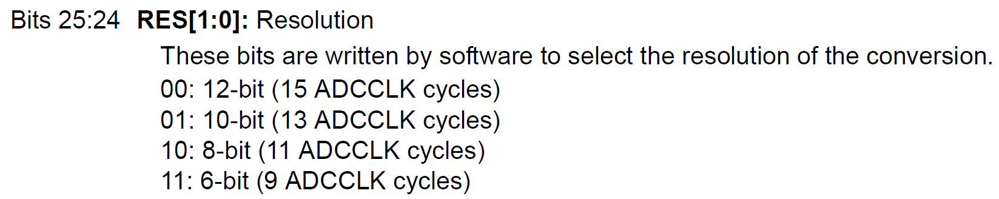 Bits 25:24 RES[1:0]: Resolution
These bits are written by software to select the resolution of the conversion.
00: 12-bit (15 ADCCLK cycles)
01: 10-bit (13 ADCCLK cycles)
10: 8-bit (11 ADCCLK cycles)
11: 6-bit (9 ADCCLK cycles)